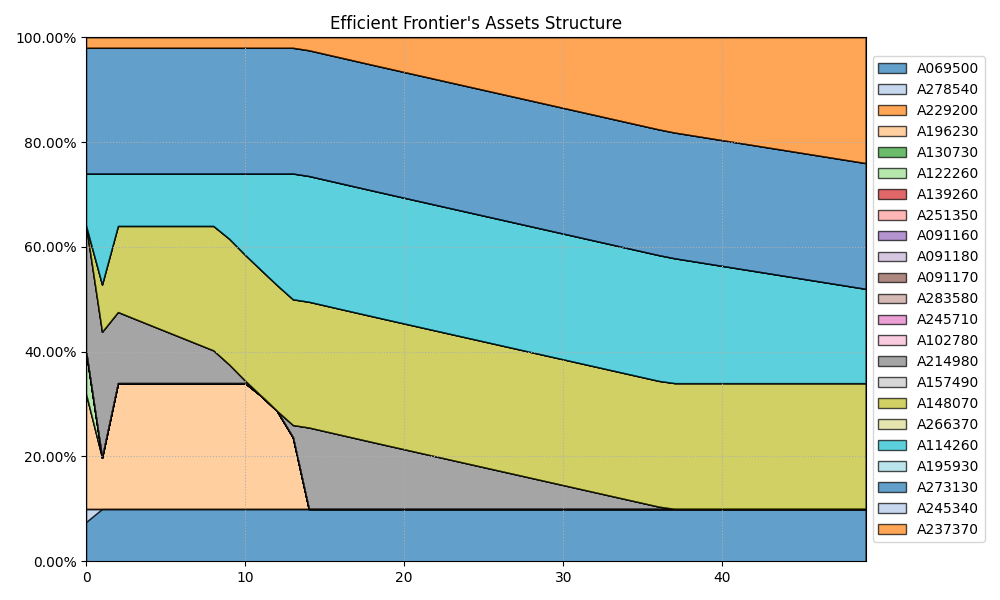 Efficient Frontier's Assets Structure
100.00%
80.00%
60.00%
40.00%
20.00%
0.00%
0
10
20
30
40
A069500
A278540
A229200
A196230
A130730
A122260
A139260
A251350
A091160
A091180
A091170
A283580
A245710
A102780
A214980
A157490
A148070
A266370
A114260
A195930
A273130
A245340
A237370